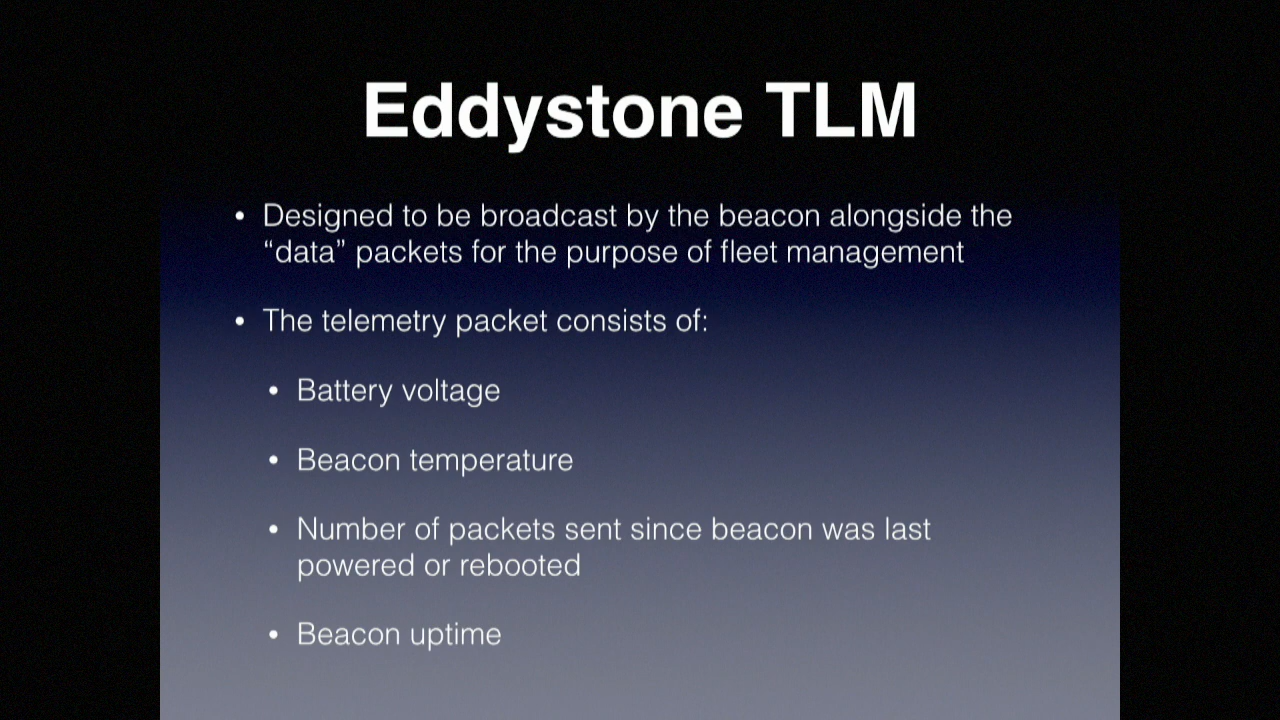 Eddystone TLM
• Designed to be broadcast by the beacon alongside the
“data” packets for the purpose of fleet management
• The telemetry packet consists of:
• Battery voltage
• Beacon temperature
• Number of packets sent since beacon was last
powered or rebooted
• Beacon uptime